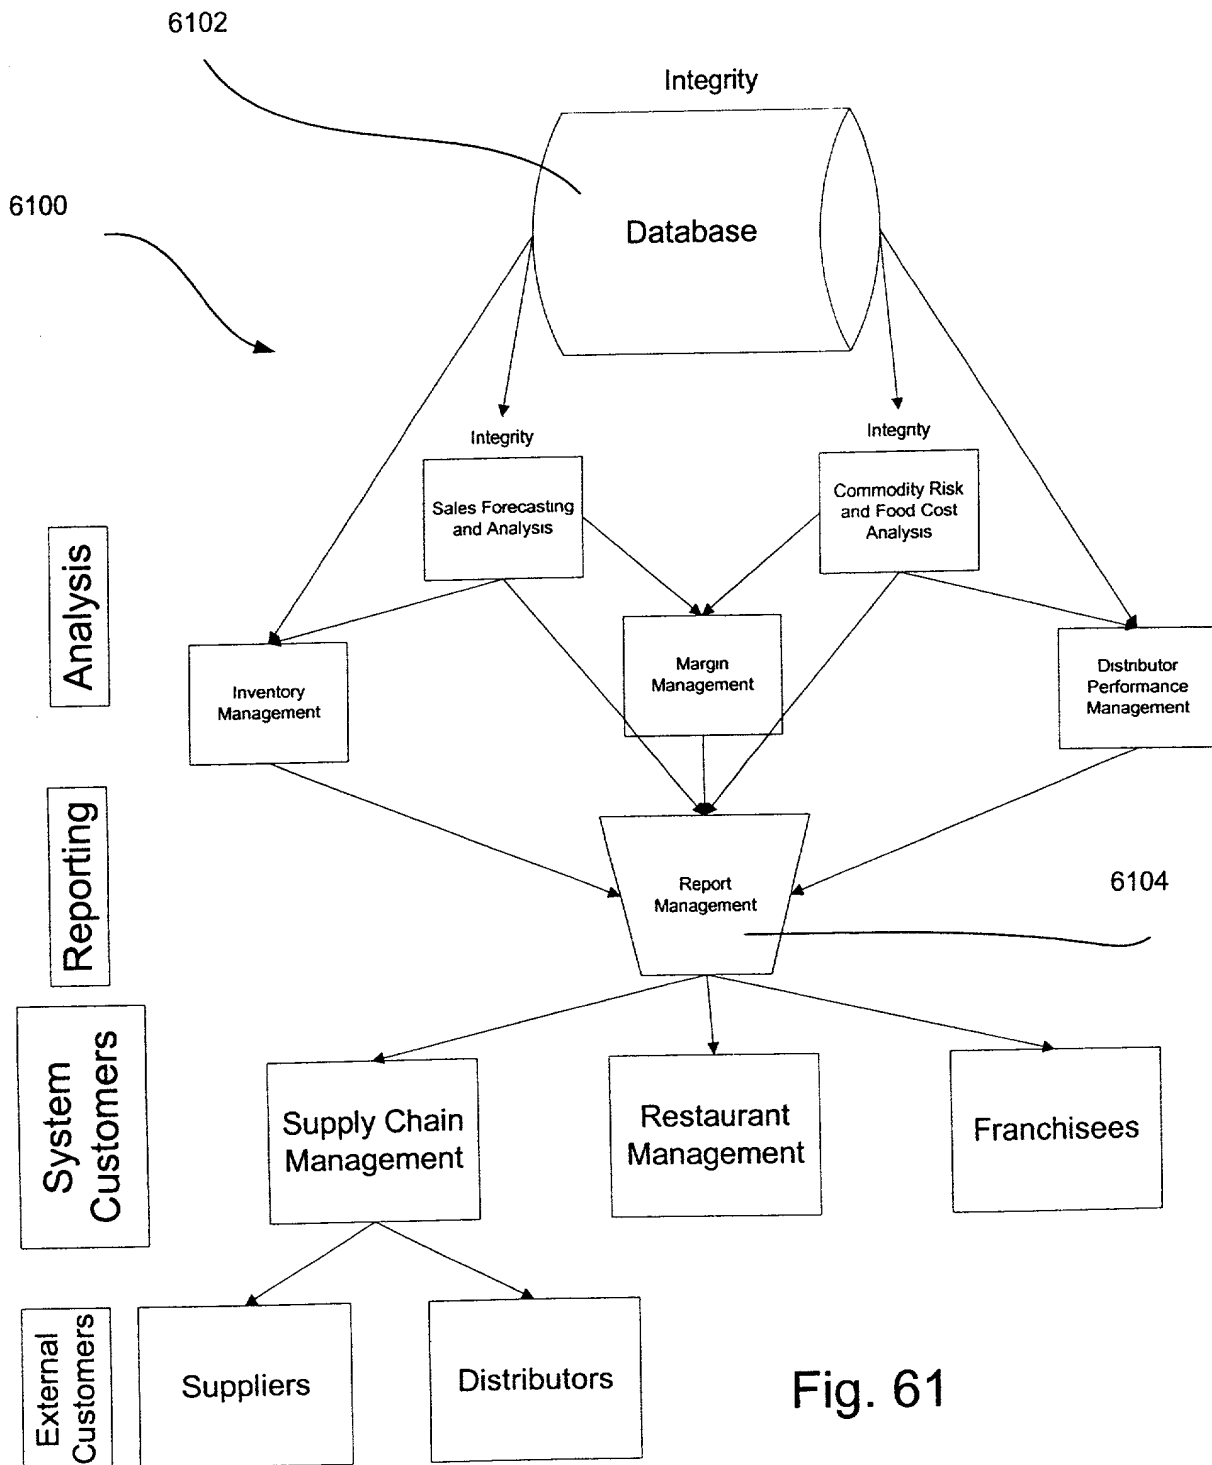 6102
Integrity
6100
Database
Integrity
Integrity
Sales Forecasting
and Analysis
Commodity Risk
and Food Cost
Analysis
Analysis
Inventory
Management
Margin
Management
Distributor
Performance
Management
Reporting
Report
Management
6104
System
Customers
Supply Chain
Management
Restaurant
Management
Franchisees
External
Customers
Suppliers
Distributors
Fig. 61